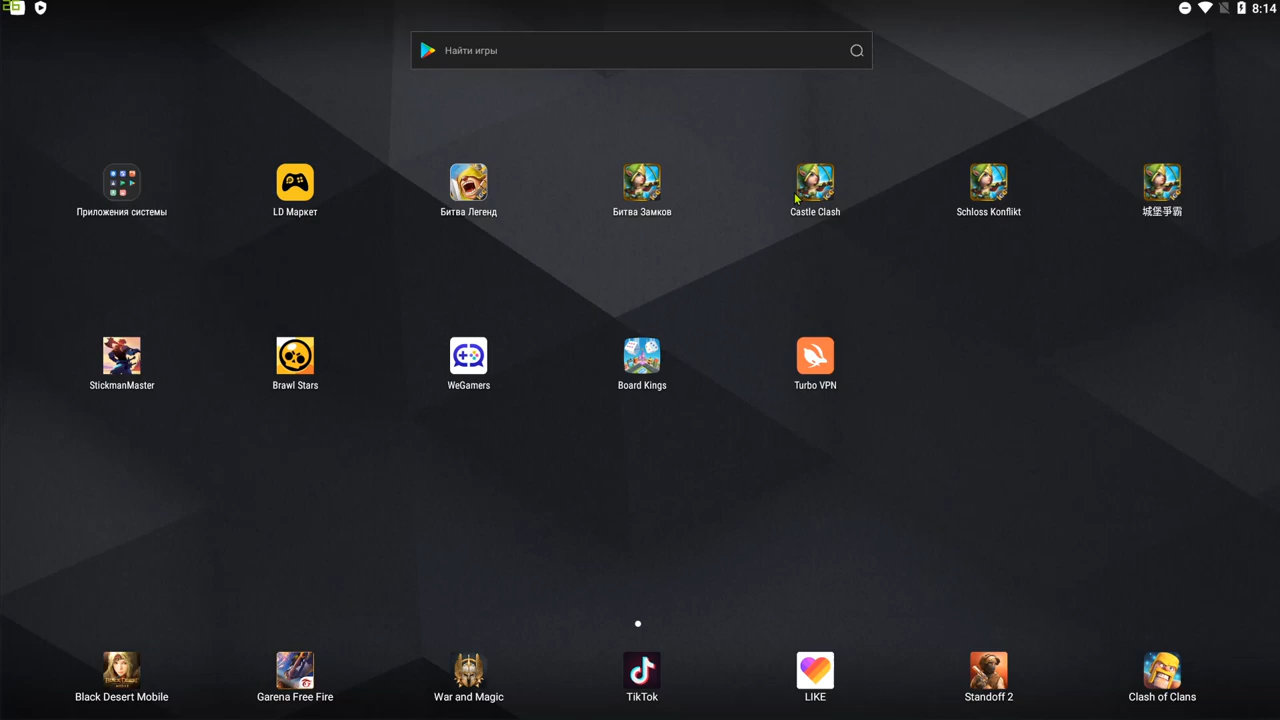 8:14
Найти игры
Приложения системы
LD Маркет
Битва Легенд
Битва Замков
Castle Clash
Schloss Konflikt
城堡爭霸
StickmanMaster
Brawl Stars
WeGamers
Board Kings
Turbo VPN
Black Desert Mobile
Garena Free Fire
War and Magic
TikTok
LIKE
Standoff 2
Clash of Clans